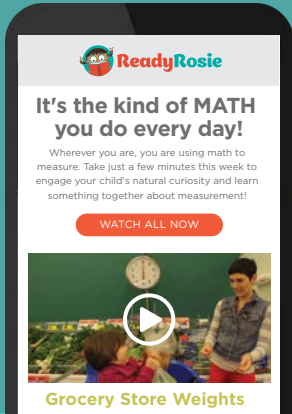 ReadyRosie
It's the kind of MATH
you do every day!
Wherever you are, you are using math to
measure. Take just a few minutes this week to
engage your child's natural curiosity and learn
something together about measurement!
WATCH ALL NOW
Grocery Store Weights